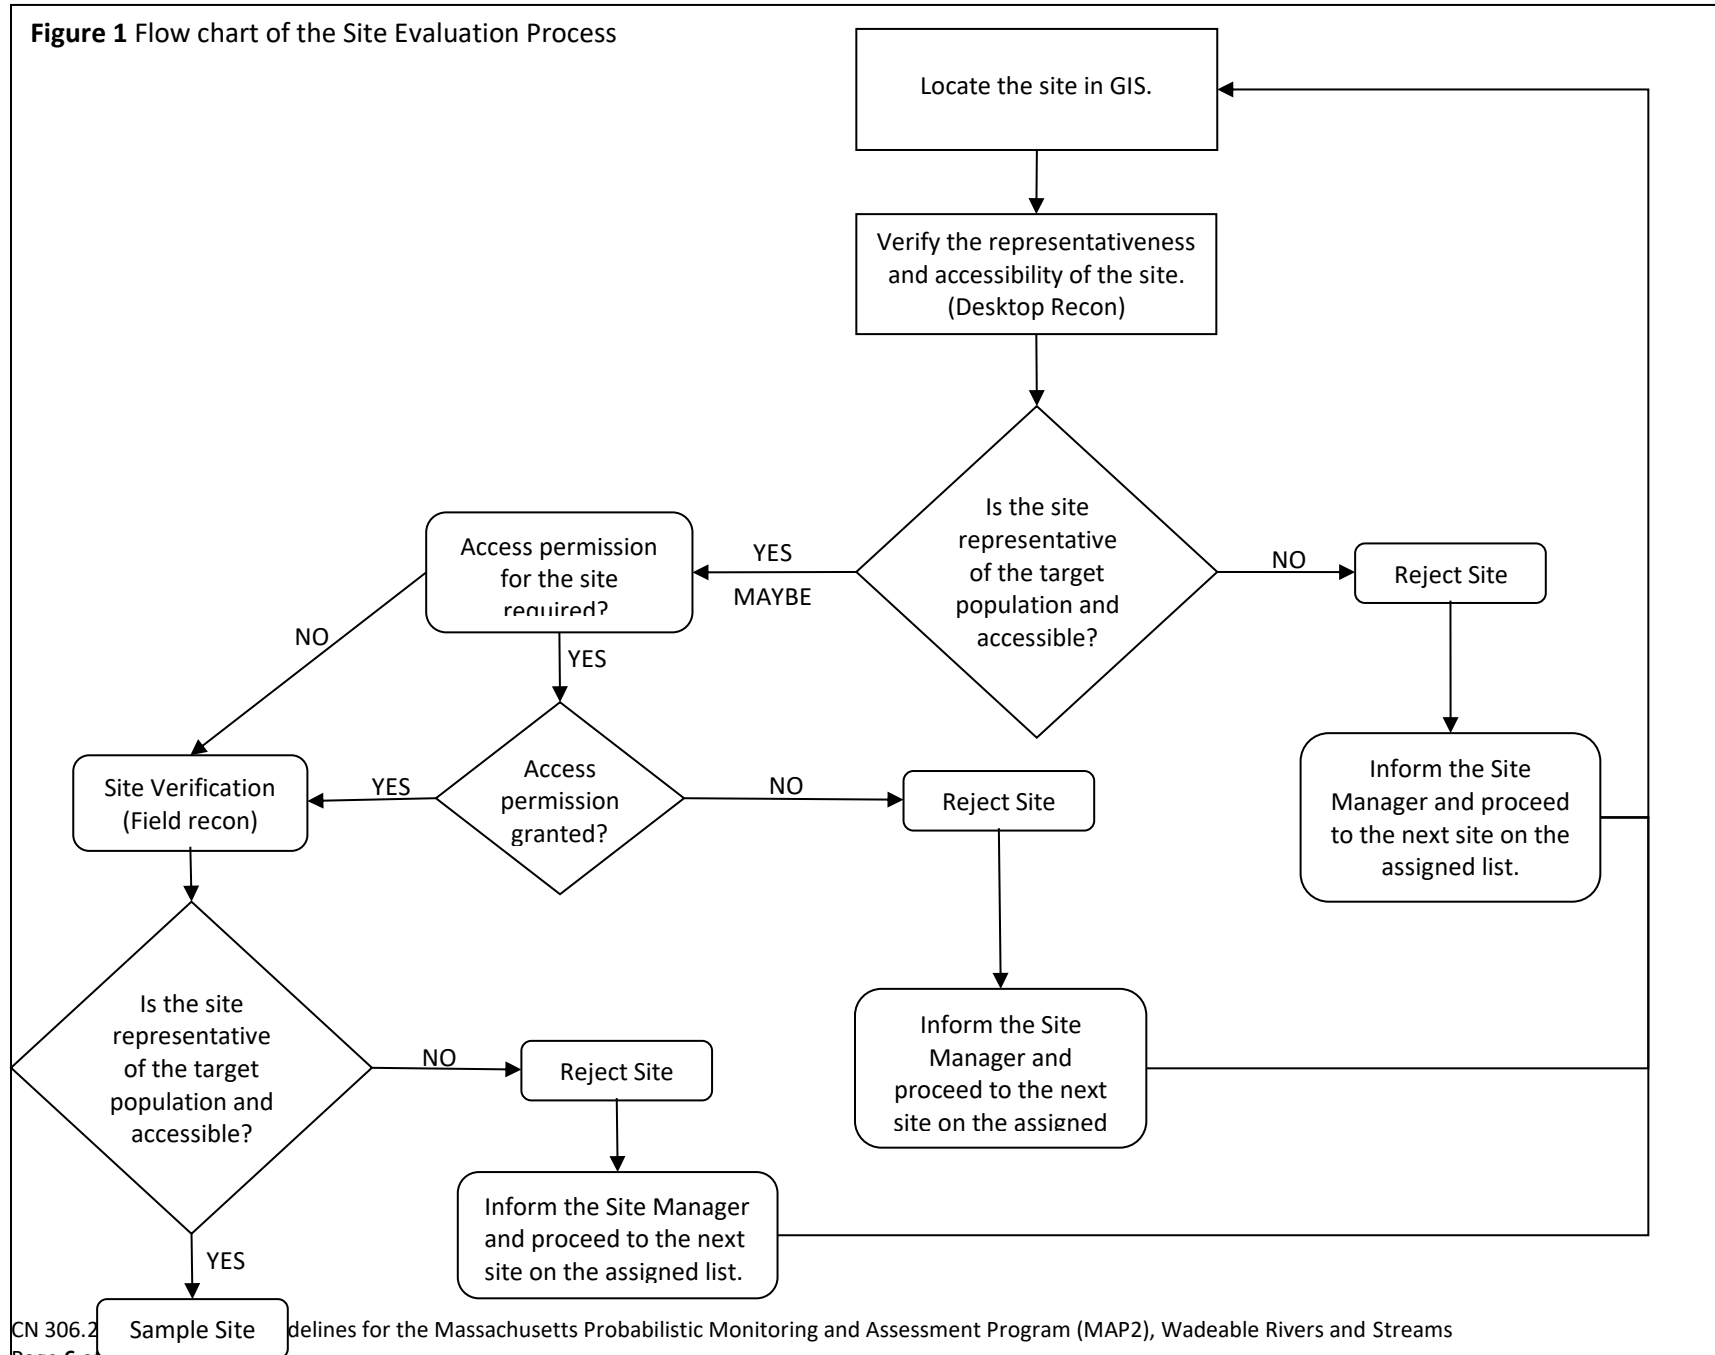 Figure 1 Flow chart of the Site Evaluation Process
Locate the site in GIS.
Verify the representativeness
and accessibility of the site.
(Desktop Recon)
Is the site
representative
of the target
population and
accessible?
YES
MAYBE
NO
Reject Site
Access permission
for the site
required?
NO
YES
Inform the Site
Manager and proceed
to the next site on the
assigned list.
Access
permission
granted?
YES
NO
Reject Site
Site Verification
(Field recon)
Inform the Site
Manager and
proceed to the next
site on the assigned
Is the site
representative
of the target
population and
accessible?
NO
Reject Site
Inform the Site Manager
and proceed to the next
site on the assigned list.
YES
Sample Site
CN 306.2 delines for the Massachusetts Probabilistic Monitoring and Assessment Program (MAP2), Wadeable Rivers and Streams
Page 6